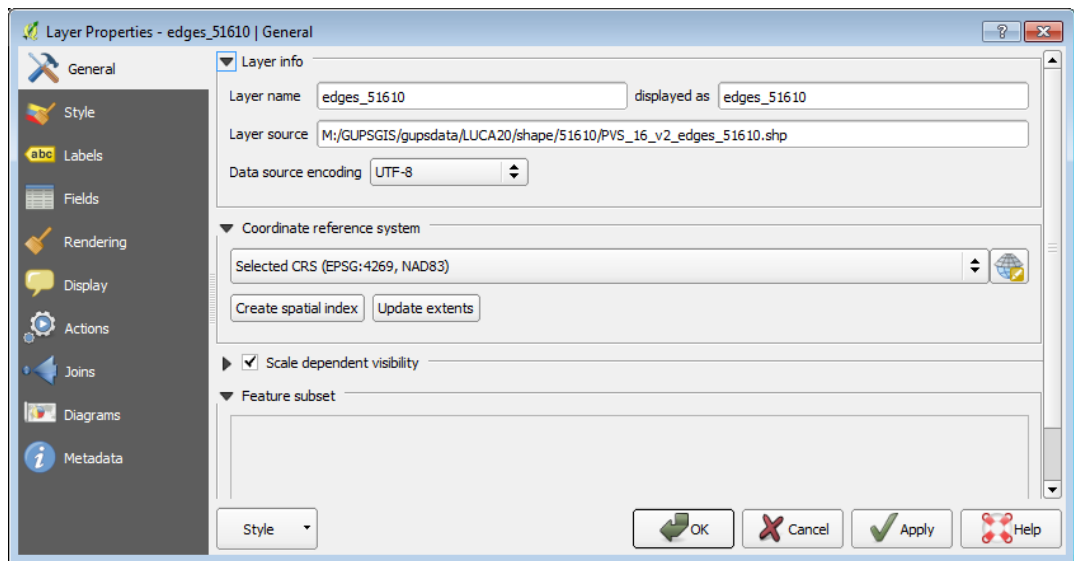 Layer Properties - edges_51610 | General
General
Style
abc Labels
Fields
Rendering
Display
Actions
Joins
Diagrams
Metadata
Layer info
Layer name edges_51610 displayed as edges_51610
Layer source M:/GUPSGIS/gupsdata/LUCA20/shape/51610/PVS_16_v2_edges_51610.shp
Data source encoding UTF-8
Coordinate reference system
Selected CRS (EPSG:4269, NAD83)
Create spatial index Update extents
Scale dependent visibility
Feature subset
Style OK Cancel Apply Help